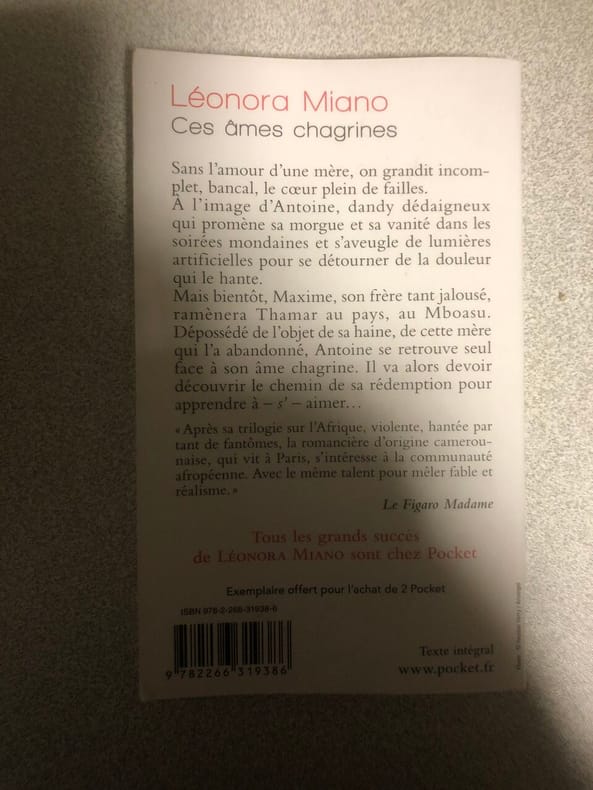 Léonora Miano
Ces âmes chagrines
Sans l'amour d'une mère, on grandit incom-
plet, bancal, le cœur plein de failles.
À l'image d'Antoine, dandy dédaigneux
qui promène sa morgue et sa vanité dans les
soirées mondaines et s'aveugle de lumières
artificielles pour se détourner de la douleur
qui le hante.
Mais bientôt, Maxime, son frère tant jalousé,
ramènera Thamar au pays, au Mboasu.
Dépossédé de l'objet de sa haine, de cette mère
qui l'a abandonné, Antoine se retrouve seul
face à son âme chagrine. Il va alors devoir
découvrir le chemin de sa rédemption pour
apprendre à – s' – aimer…
« Après sa trilogie sur l'Afrique, violente, hantée par
tant de fantômes, la romancière d'origine camerou-
naise, qui vit à Paris, s'intéresse à la communauté
afropéenne. Avec le même talent pour mêler fable et
réalisme. »
Le Figaro Madame
Tous les grands succès
de LÉONORA MIANO sont chez Pocket
Exemplaire offert pour l'achat de 2 Pocket
ISBN 978-2-266-31938-6
9 782266 319386
Texte intégral
www.pocket.fr